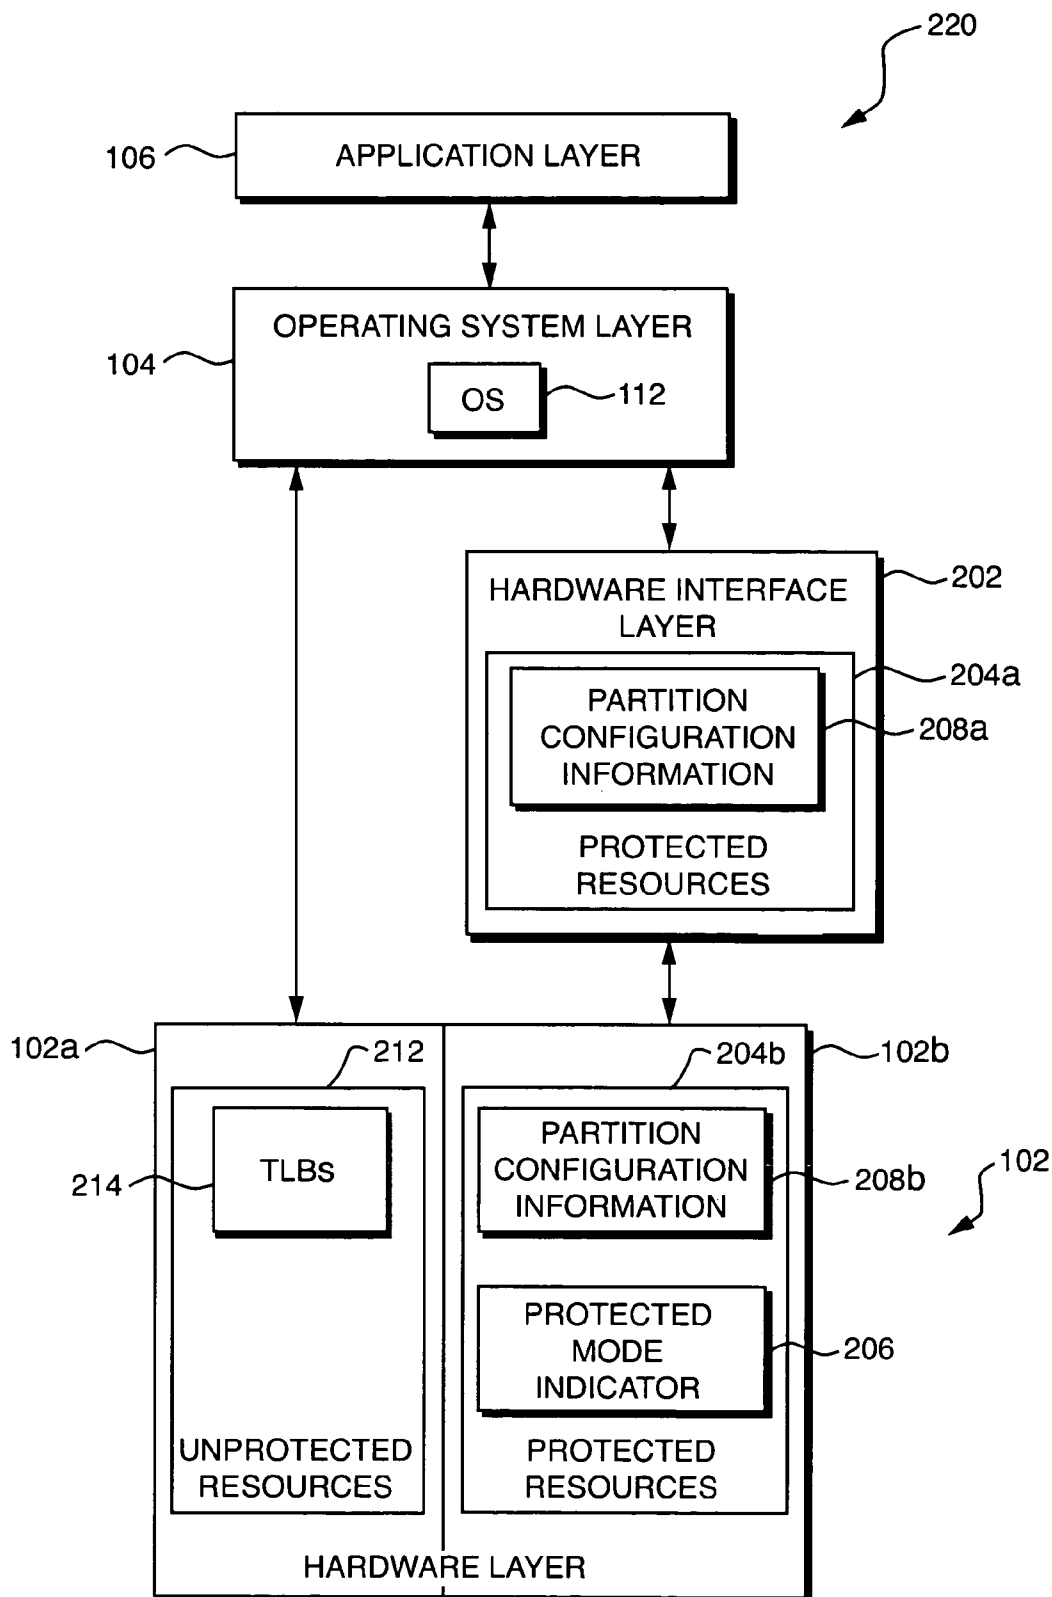 220
106
APPLICATION LAYER
OPERATING SYSTEM LAYER
104
OS
112
202
HARDWARE INTERFACE
LAYER
204a
PARTITION
CONFIGURATION
INFORMATION
208a
PROTECTED
RESOURCES
102a
212
204b
102b
TLBs
214
PARTITION
CONFIGURATION
INFORMATION
208b
102
PROTECTED
MODE
INDICATOR
206
UNPROTECTED
RESOURCES
PROTECTED
RESOURCES
HARDWARE LAYER